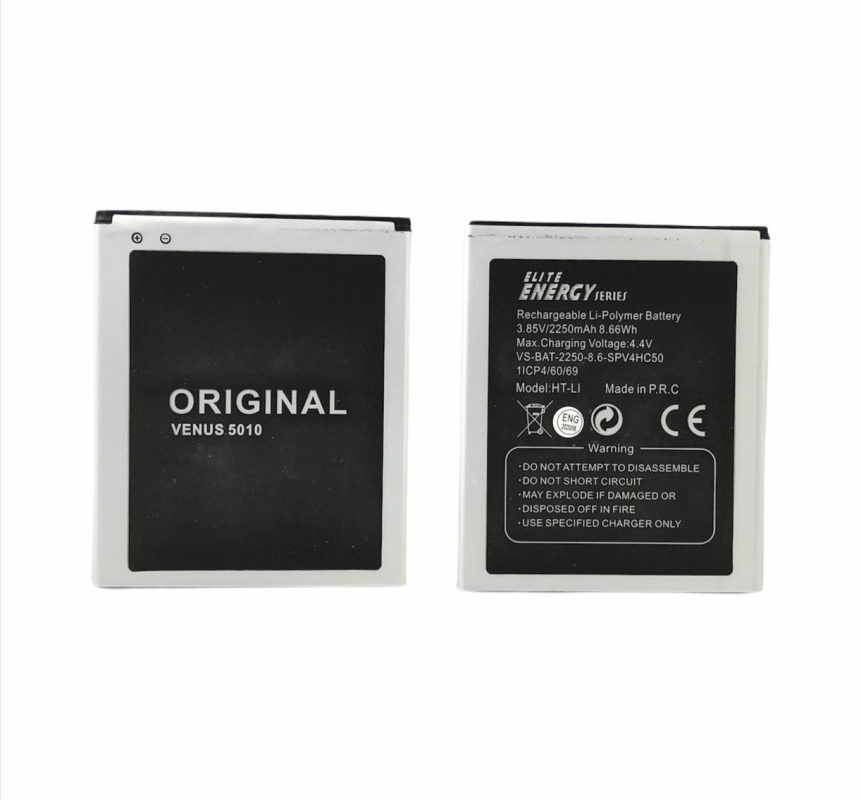 ORIGINAL
VENUS 5010
ELITE
ENERGY SERIES
Rechargeable Li-Polymer Battery
3.85V/2250mAh 8.66Wh
Max.Charging Voltage:4.4V
VS-BAT-2250-8.6-SPV4HC50
1ICP4/60/69
Model:HT-LI Made in P.R.C
ENG
2020/06
CE
Warning
·DO NOT ATTEMPT TO DISASSEMBLE
·DO NOT SHORT CIRCUIT
·MAY EXPLODE IF DAMAGED OR
·DISPOSED OFF IN FIRE
·USE SPECIFIED CHARGER ONLY